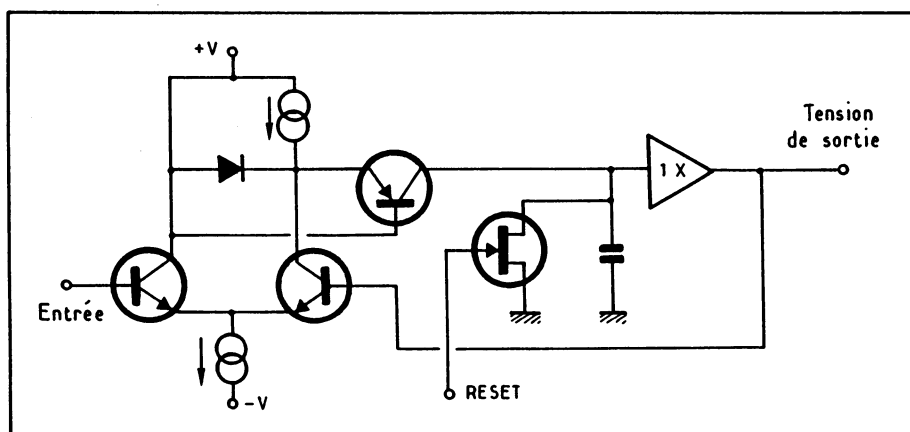 +V
Tension
de sortie
1 X
Entrée
RESET
-V